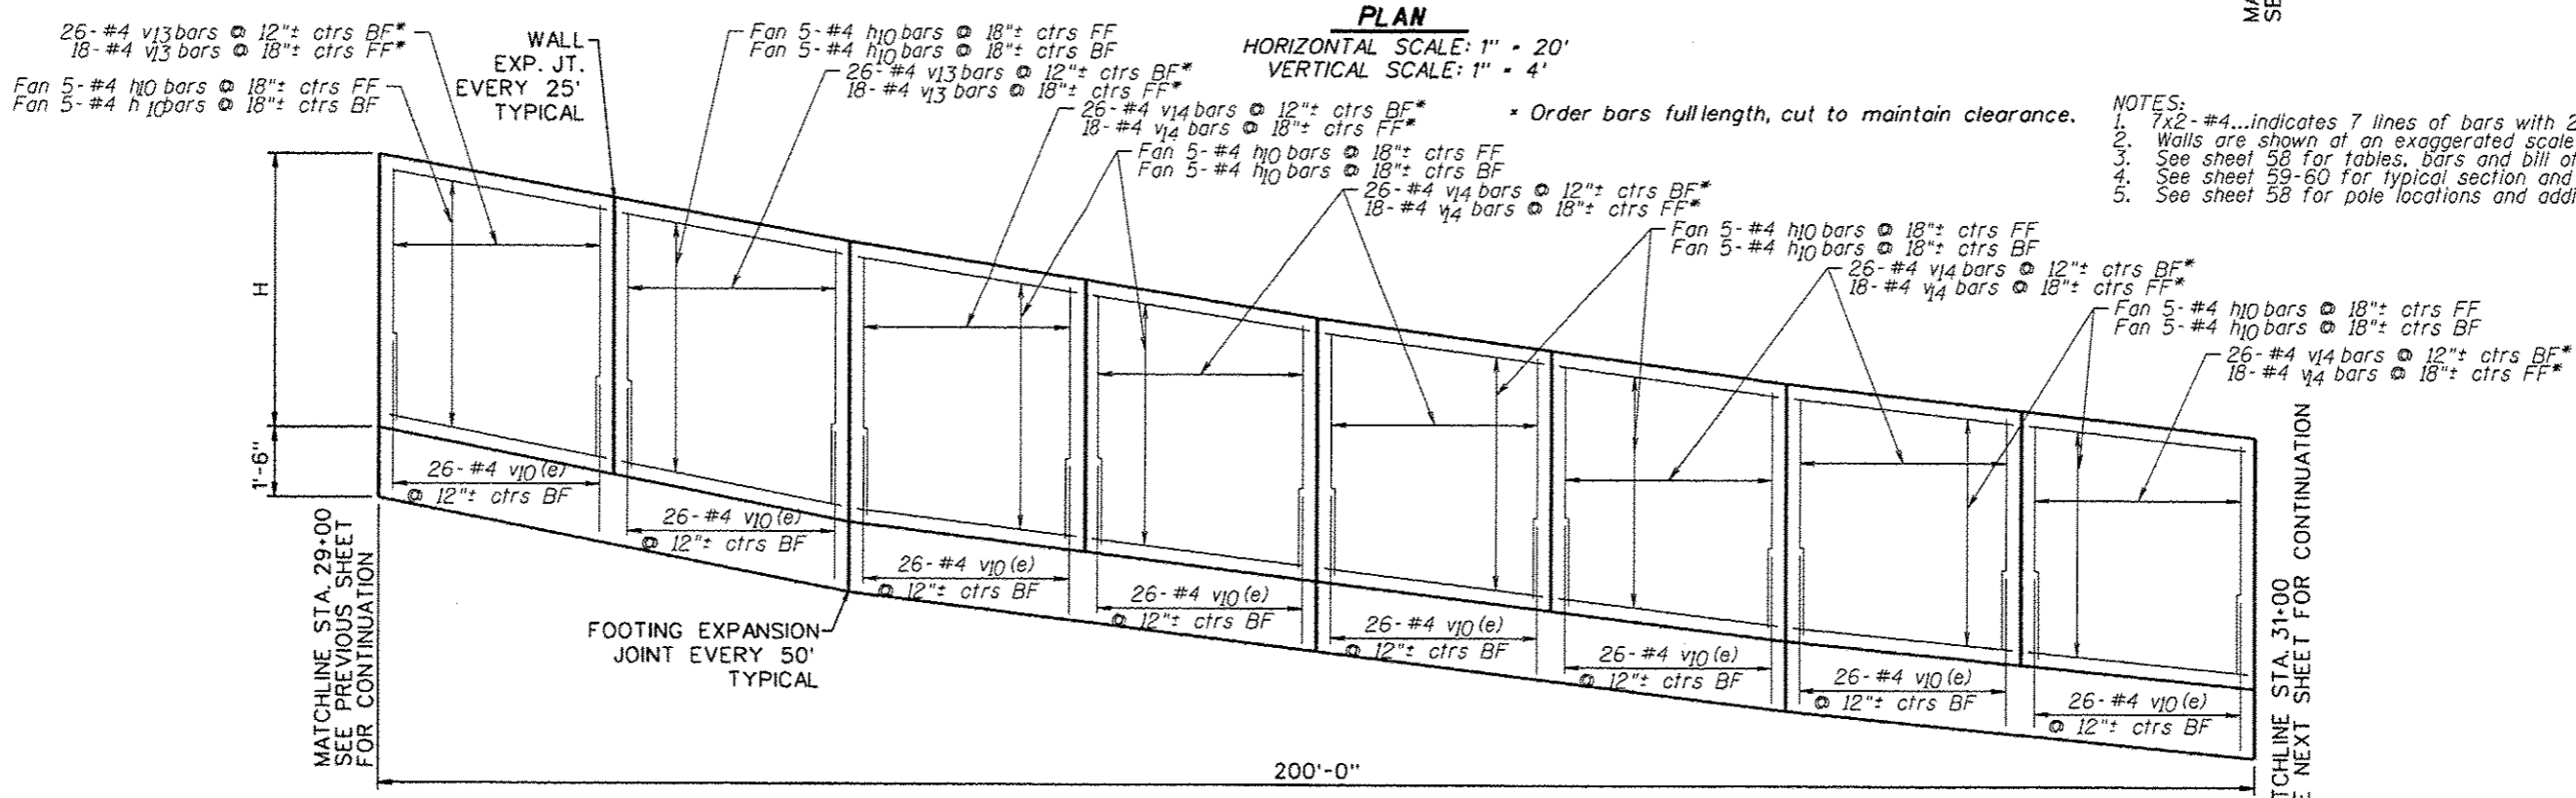 PLAN
HORIZONTAL SCALE: 1" = 20'
VERTICAL SCALE: 1" = 4'
MA
SE
26-#4 v13 bars @ 12"± ctrs BF*
18-#4 v13 bars @ 18"± ctrs FF*
Fan 5-#4 h10 bars @ 18"± ctrs FF
Fan 5-#4 h10 bars @ 18"± ctrs BF
WALL
EXP. JT.
EVERY 25'
TYPICAL
Fan 5-#4 h10 bars @ 18"± ctrs FF
Fan 5-#4 h10 bars @ 18"± ctrs BF
26-#4 v13 bars @ 12"± ctrs BF*
18-#4 v13 bars @ 18"± ctrs FF*
26-#4 v14 bars @ 12"± ctrs BF*
18-#4 v14 bars @ 18"± ctrs FF*
Fan 5-#4 h10 bars @ 18"± ctrs FF
Fan 5-#4 h10 bars @ 18"± ctrs BF
26-#4 v14 bars @ 12"± ctrs BF*
18-#4 v14 bars @ 18"± ctrs FF*
* Order bars full length, cut to maintain clearance.
NOTES:
1. 7x2-#4...indicates 7 lines of bars with 2
2. Walls are shown at an exaggerated scale
3. See sheet 58 for tables, bars and bill of
4. See sheet 59-60 for typical section and
5. See sheet 58 for pole locations and addi
Fan 5-#4 h10 bars @ 18"± ctrs FF
Fan 5-#4 h10 bars @ 18"± ctrs BF
26-#4 v14 bars @ 12"± ctrs BF*
18-#4 v14 bars @ 18"± ctrs FF*
Fan 5-#4 h10 bars @ 18"± ctrs FF
Fan 5-#4 h10 bars @ 18"± ctrs BF
26-#4 v14 bars @ 12"± ctrs BF*
18-#4 v14 bars @ 18"± ctrs FF*
H
1'-6"
26-#4 v10(e)
@ 12"± ctrs BF
26-#4 v10(e)
@ 12"± ctrs BF
26-#4 v10(e)
@ 12"± ctrs BF
26-#4 v10(e)
@ 12"± ctrs BF
26-#4 v10(e)
@ 12"± ctrs BF
26-#4 v10(e)
@ 12"± ctrs BF
26-#4 v10(e)
@ 12"± ctrs BF
26-#4 v10(e)
@ 12"± ctrs BF
FOOTING EXPANSION
JOINT EVERY 50'
TYPICAL
MATCHLINE STA. 29+00
SEE PREVIOUS SHEET
FOR CONTINUATION
200'-0"
TCHLINE STA. 31+00
E NEXT SHEET FOR CONTINUATION